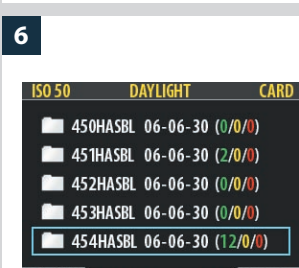 6
ISO 50 DAYLIGHT CARD
450HASBL 06-06-30 (0/0/0)
451HASBL 06-06-30 (2/0/0)
452HASBL 06-06-30 (0/0/0)
453HASBL 06-06-30 (0/0/0)
454HASBL 06-06-30 (12/0/0)